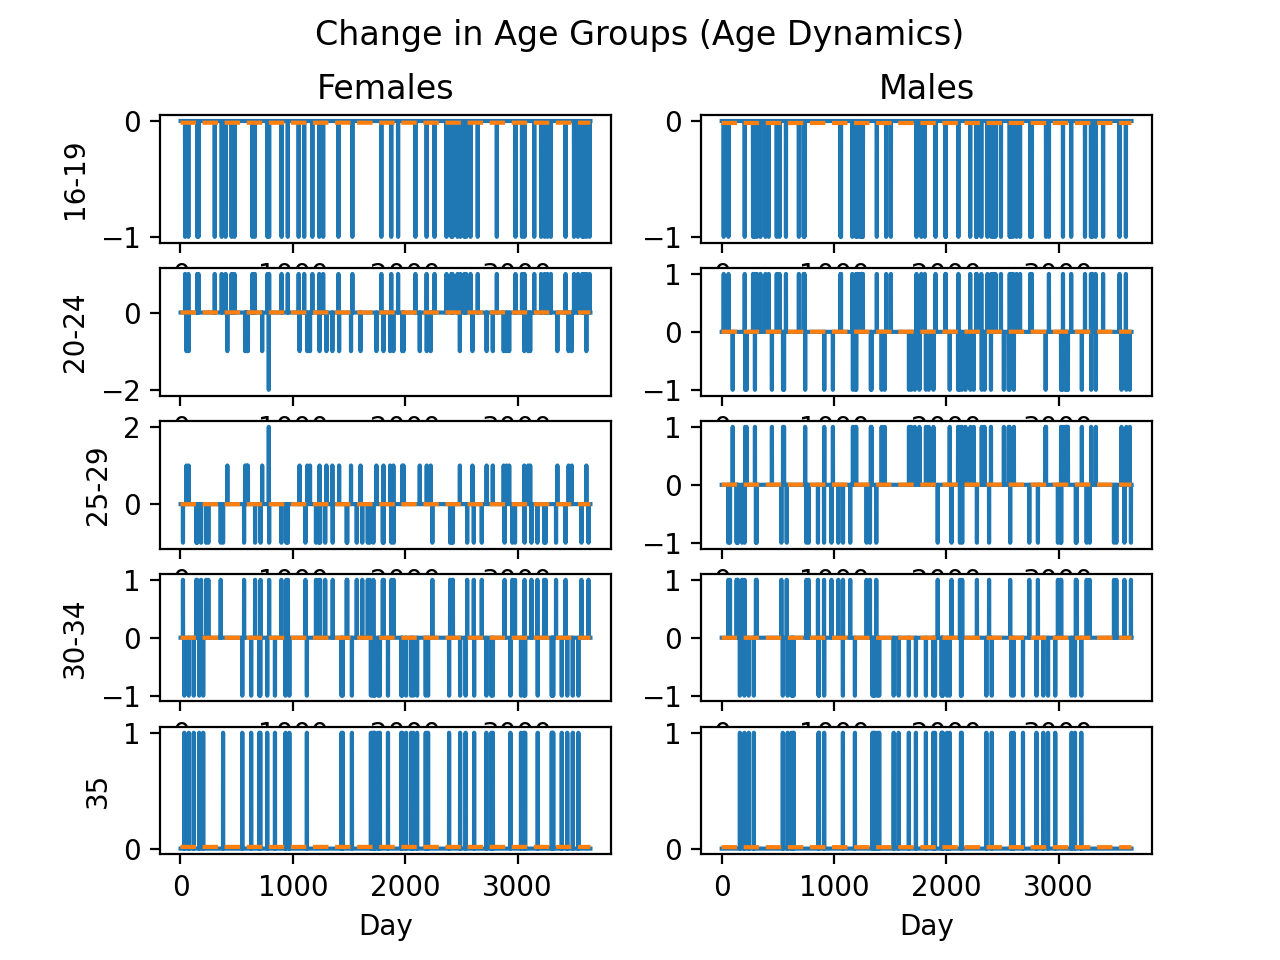 Change in Age Groups (Age Dynamics)
Females Males
16-19 0 −1 0 −1
20-24 0 −2 1 0 −1
25-29 2 0 1 0 −1
30-34 1 0 −1 1 0 −1
35 1 0 1 0
0 1000 2000 3000 0 1000 2000 3000
Day Day